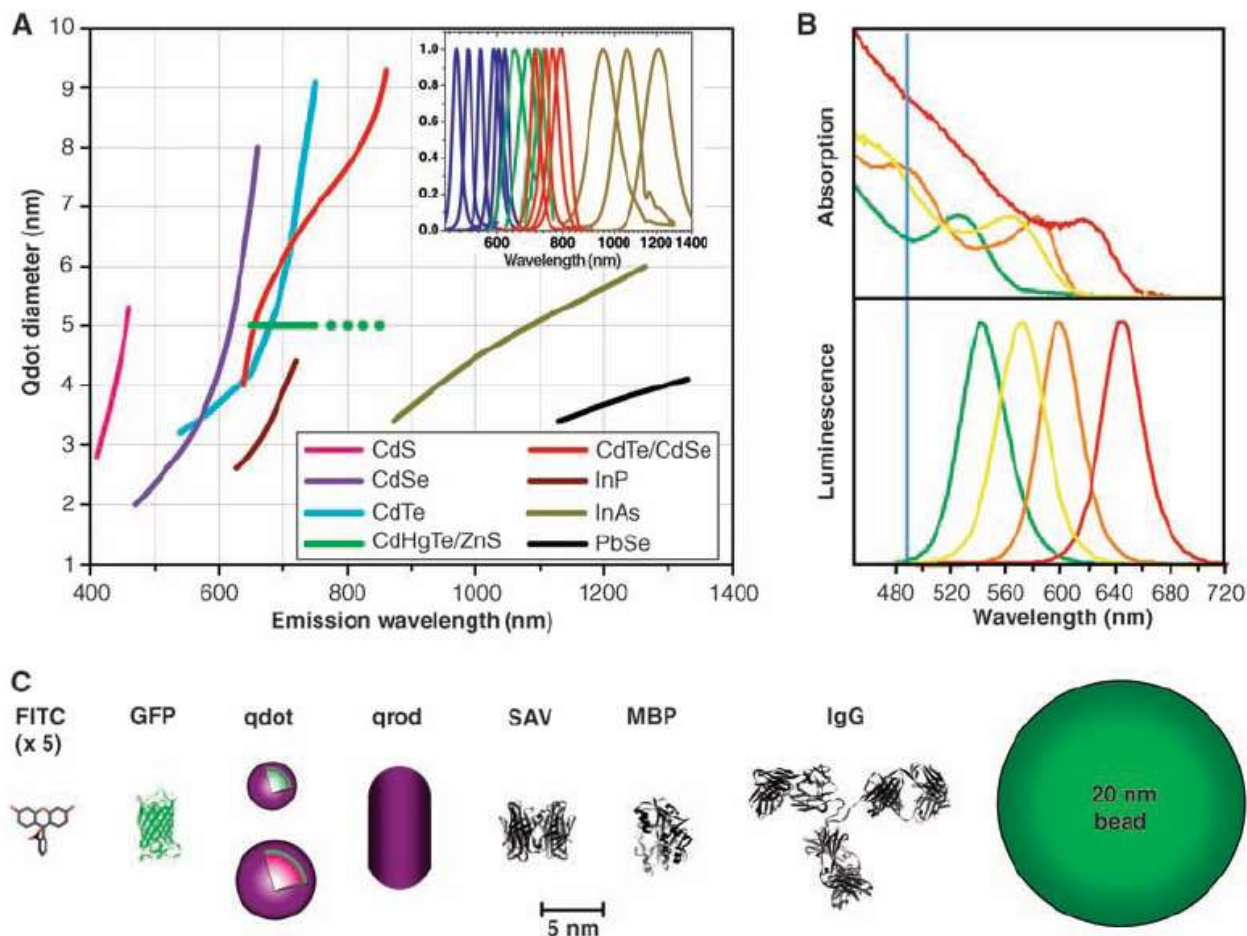 A
Qdot diameter (nm)
10
9
8
7
6
5
4
3
2
1
400
600
800
1000
1200
1400
Emission wavelength (nm)
1.0
0.8
0.6
0.4
0.2
0.0
600
800
1000
1200
1400
Wavelength (nm)
CdS
CdSe
CdTe
CdHgTe/ZnS
CdTe/CdSe
InP
InAs
PbSe
B
Absorption
Luminescence
480
520
560
600
640
680
720
Wavelength (nm)
C
FITC
(x 5)
GFP
qdot
qrod
SAV
MBP
IgG
20 nm
bead
5 nm